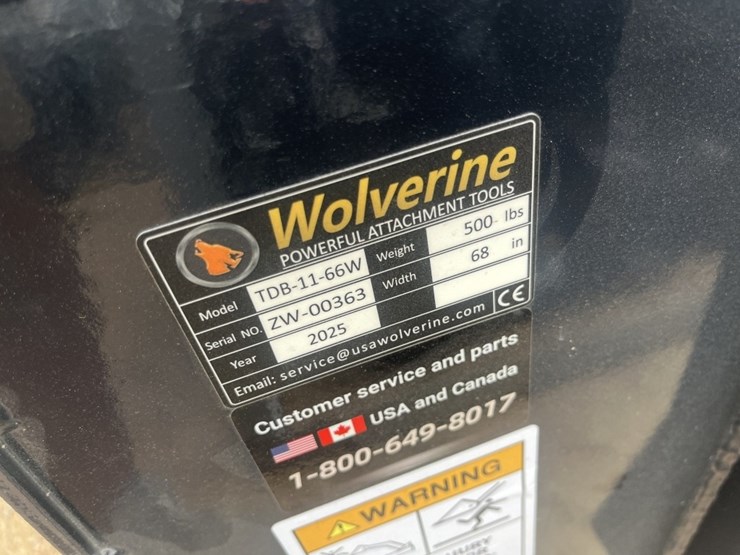 Wolverine
POWERFUL ATTACHMENT TOOLS
Model TDB-11-66W Weight 500 lbs
Serial NO. ZW-00363 Width 68 in
Year 2025
Email: service@usawolverine.com CE
Customer service and parts
USA and Canada
1-800-649-8017
WARNING